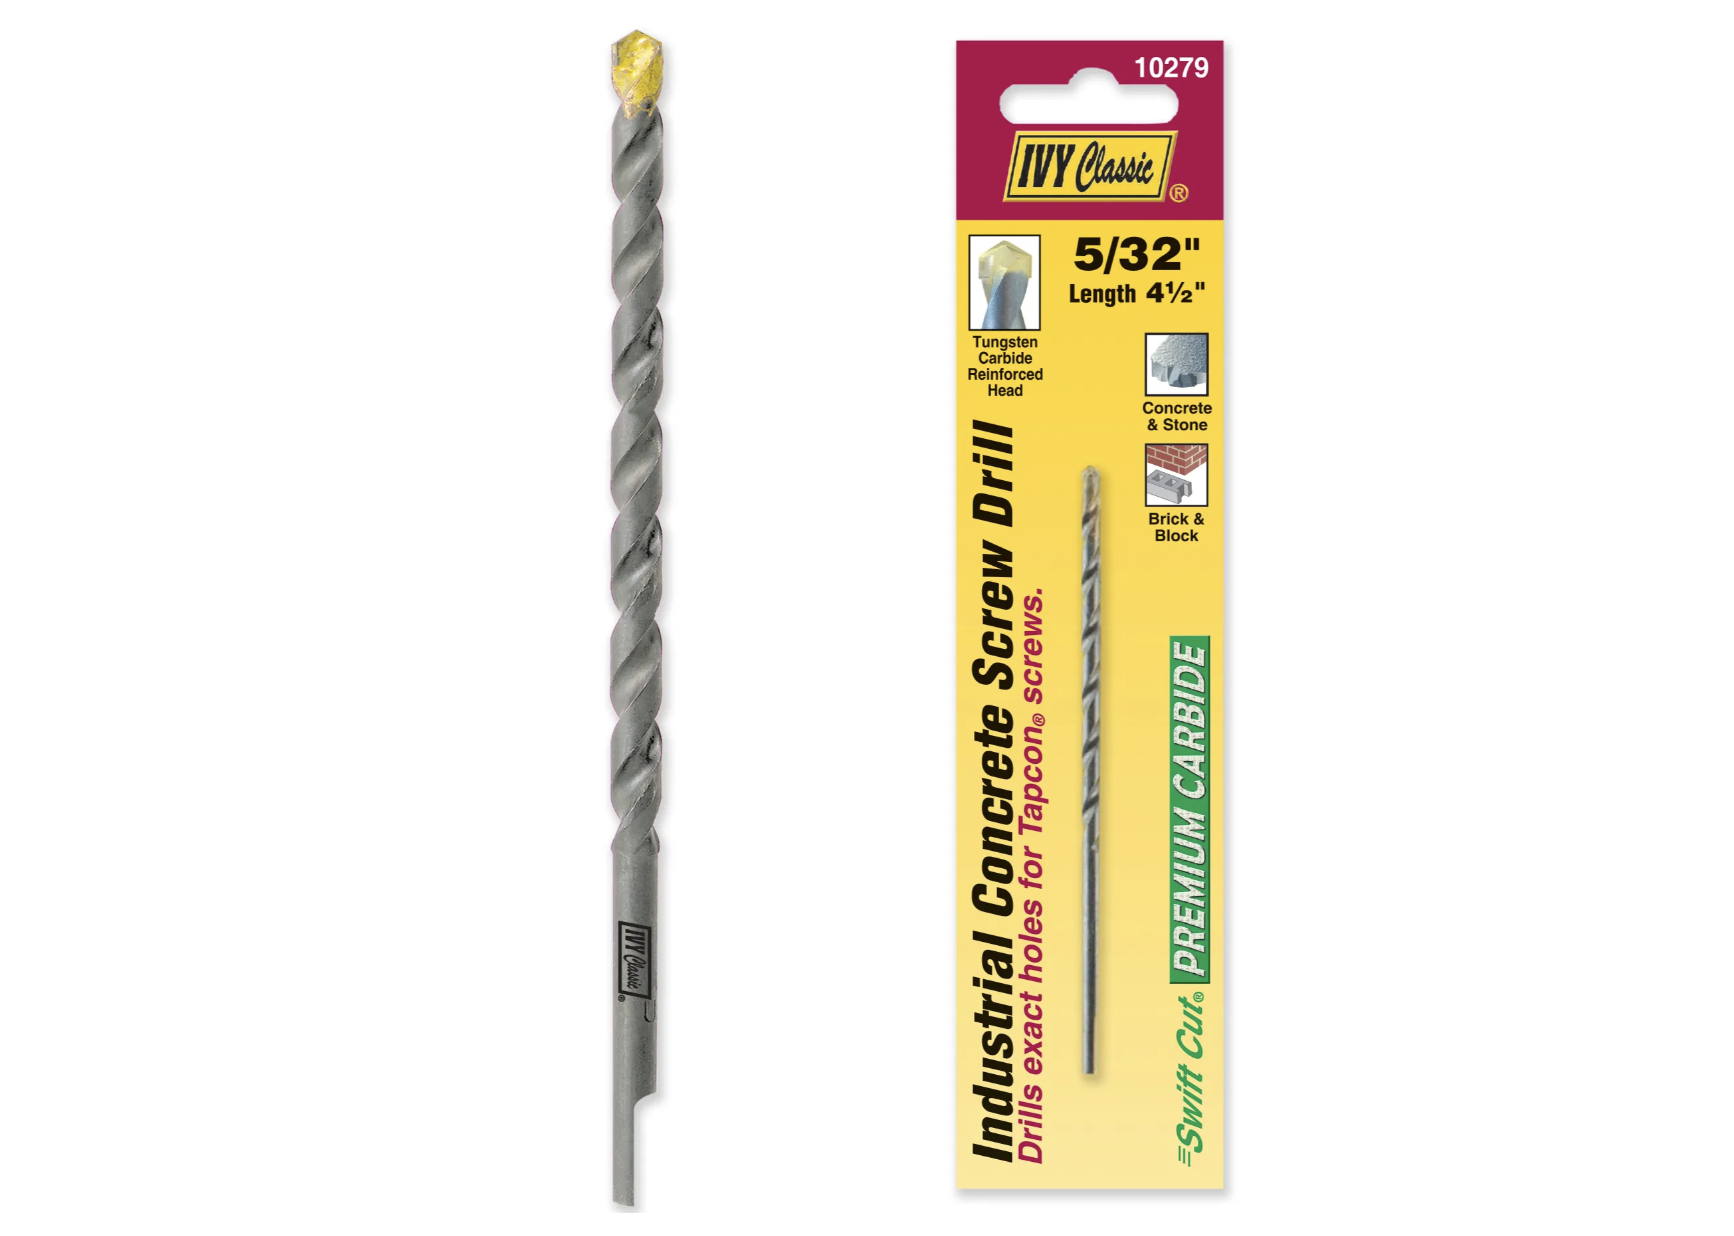 10279
IVY Classic®
5/32"
Length 4½"
Tungsten
Carbide
Reinforced
Head
Concrete
& Stone
Brick &
Block
Industrial Concrete Screw Drill
Drills exact holes for Tapcon® screws.
Swift Cut® PREMIUM CARBIDE
IVY Classic®